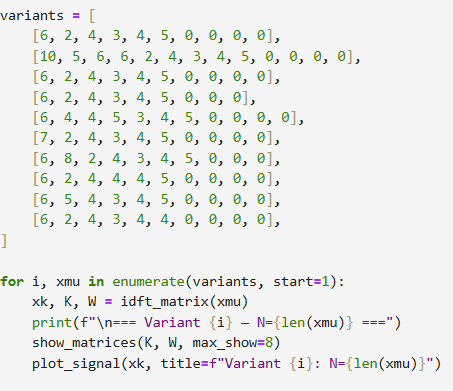 variants = [
    [6, 2, 4, 3, 4, 5, 0, 0, 0, 0],
    [10, 5, 6, 6, 2, 4, 3, 4, 5, 0, 0, 0, 0],
    [6, 2, 4, 3, 4, 5, 0, 0, 0, 0],
    [6, 2, 4, 3, 4, 5, 0, 0, 0],
    [6, 4, 4, 5, 3, 4, 5, 0, 0, 0, 0],
    [7, 2, 4, 3, 4, 5, 0, 0, 0, 0],
    [6, 8, 2, 4, 3, 4, 5, 0, 0, 0],
    [6, 2, 4, 4, 4, 5, 0, 0, 0, 0],
    [6, 5, 4, 3, 4, 5, 0, 0, 0, 0],
    [6, 2, 4, 3, 4, 4, 0, 0, 0, 0],
]
for i, xmu in enumerate(variants, start=1):
    xk, K, W = idft_matrix(xmu)
    print(f"\n=== Variant {i} — N={len(xmu)} ===")
    show_matrices(K, W, max_show=8)
    plot_signal(xk, title=f"Variant {i}: N={len(xmu)}")